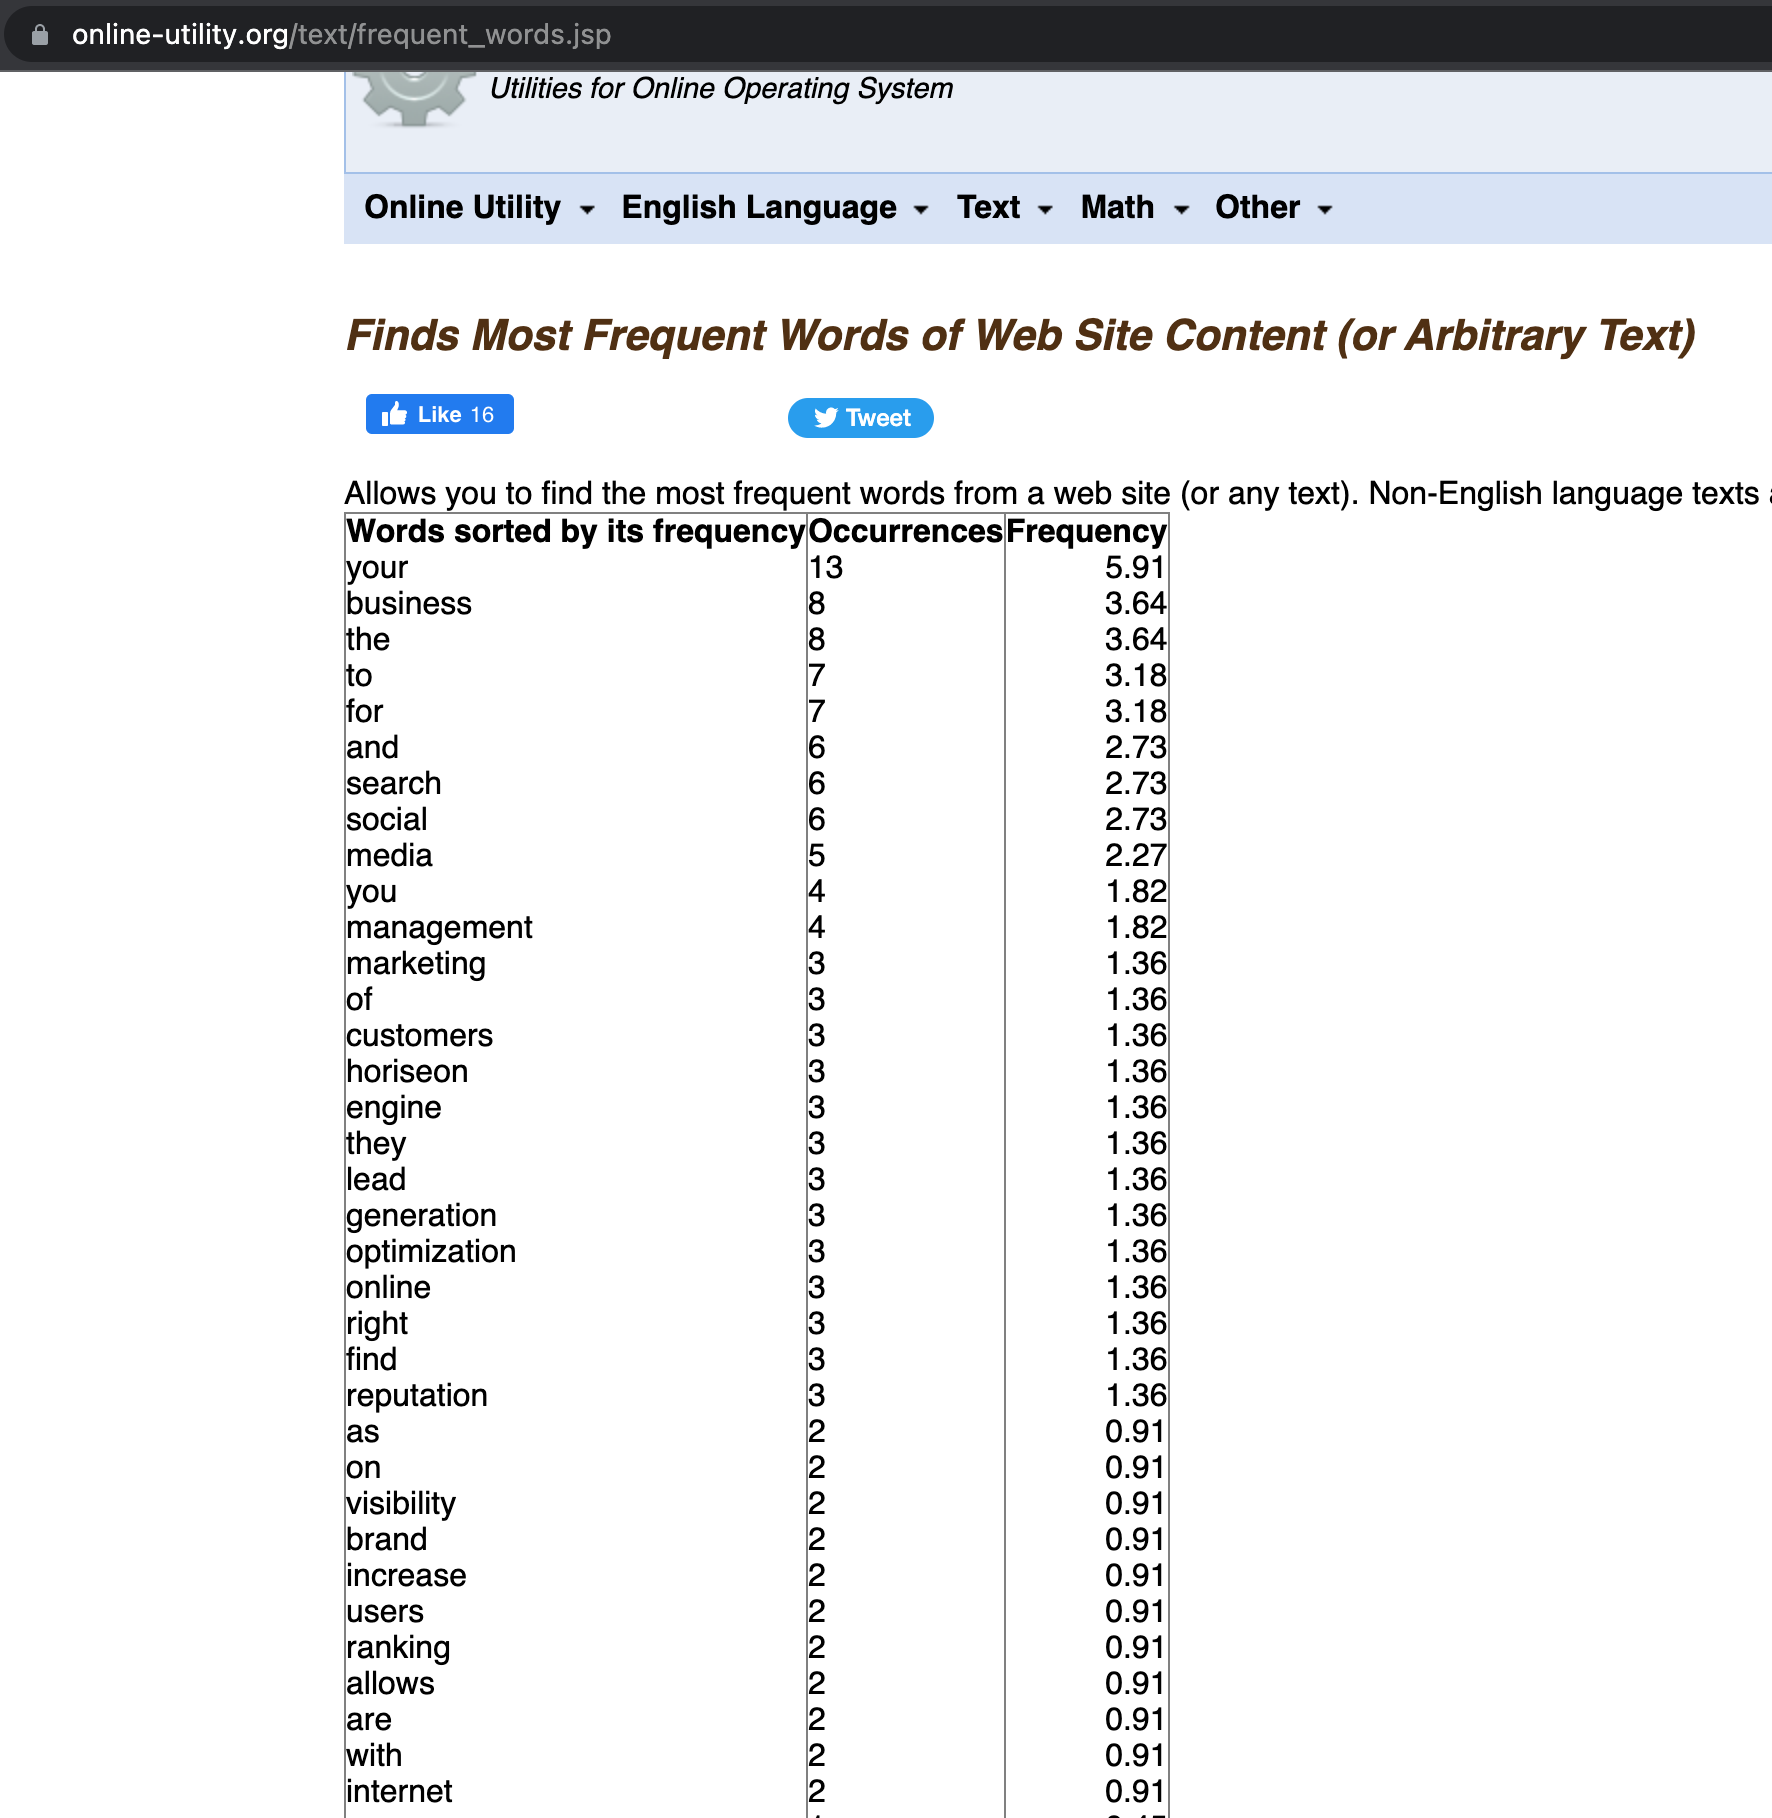 online-utility.org/text/frequent_words.jsp
Utilities for Online Operating System
Online Utility English Language Text Math Other
Finds Most Frequent Words of Web Site Content (or Arbitrary Text)
Like 16 Tweet
Allows you to find the most frequent words from a web site (or any text). Non-English language texts
Words sorted by its frequency Occurrences Frequency
your 13 5.91
business 8 3.64
the 8 3.64
to 7 3.18
for 7 3.18
and 6 2.73
search 6 2.73
social 6 2.73
media 5 2.27
you 4 1.82
management 4 1.82
marketing 3 1.36
of 3 1.36
customers 3 1.36
horiseon 3 1.36
engine 3 1.36
they 3 1.36
lead 3 1.36
generation 3 1.36
optimization 3 1.36
online 3 1.36
right 3 1.36
find 3 1.36
reputation 3 1.36
as 2 0.91
on 2 0.91
visibility 2 0.91
brand 2 0.91
increase 2 0.91
users 2 0.91
ranking 2 0.91
allows 2 0.91
are 2 0.91
with 2 0.91
internet 2 0.91